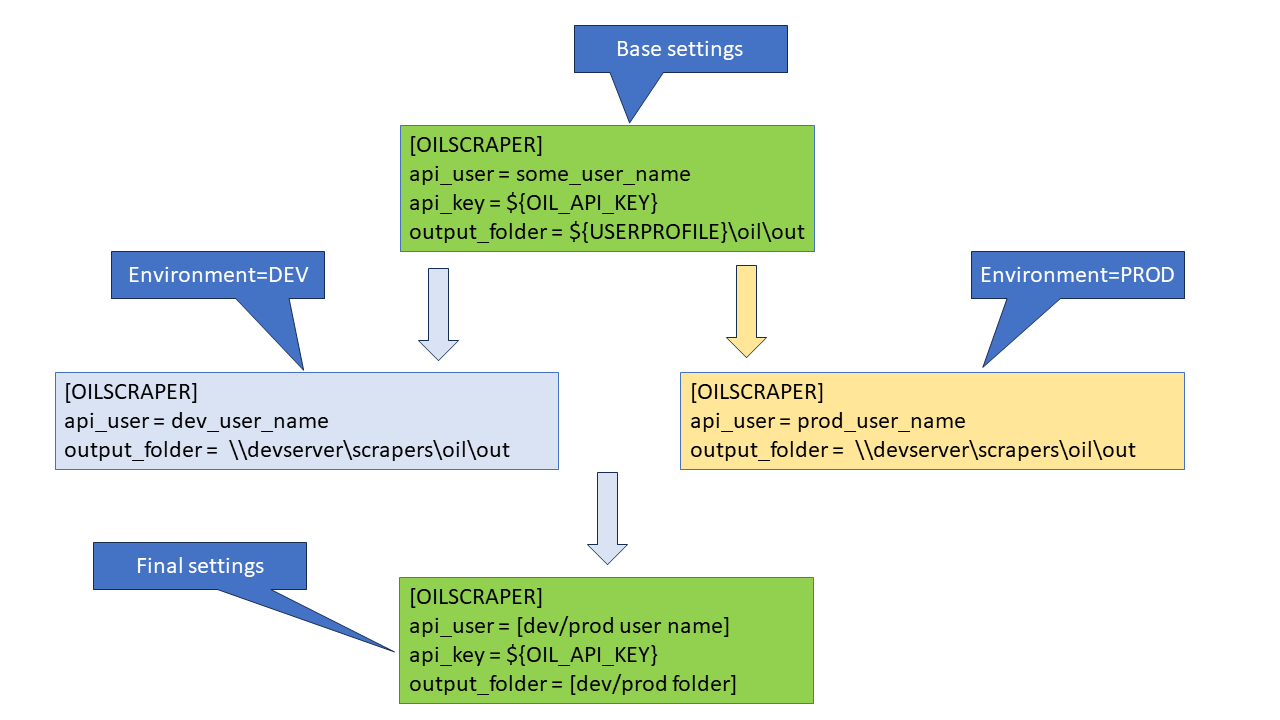 Base settings
[OILSCRAPER]
api_user = some_user_name
api_key = ${OIL_API_KEY}
output_folder = ${USERPROFILE}\oil\out
Environment=DEV
Environment=PROD
[OILSCRAPER]
api_user = dev_user_name
output_folder =  \\devserver\scrapers\oil\out
[OILSCRAPER]
api_user = prod_user_name
output_folder =  \\devserver\scrapers\oil\out
Final settings
[OILSCRAPER]
api_user = [dev/prod user name]
api_key = ${OIL_API_KEY}
output_folder = [dev/prod folder]